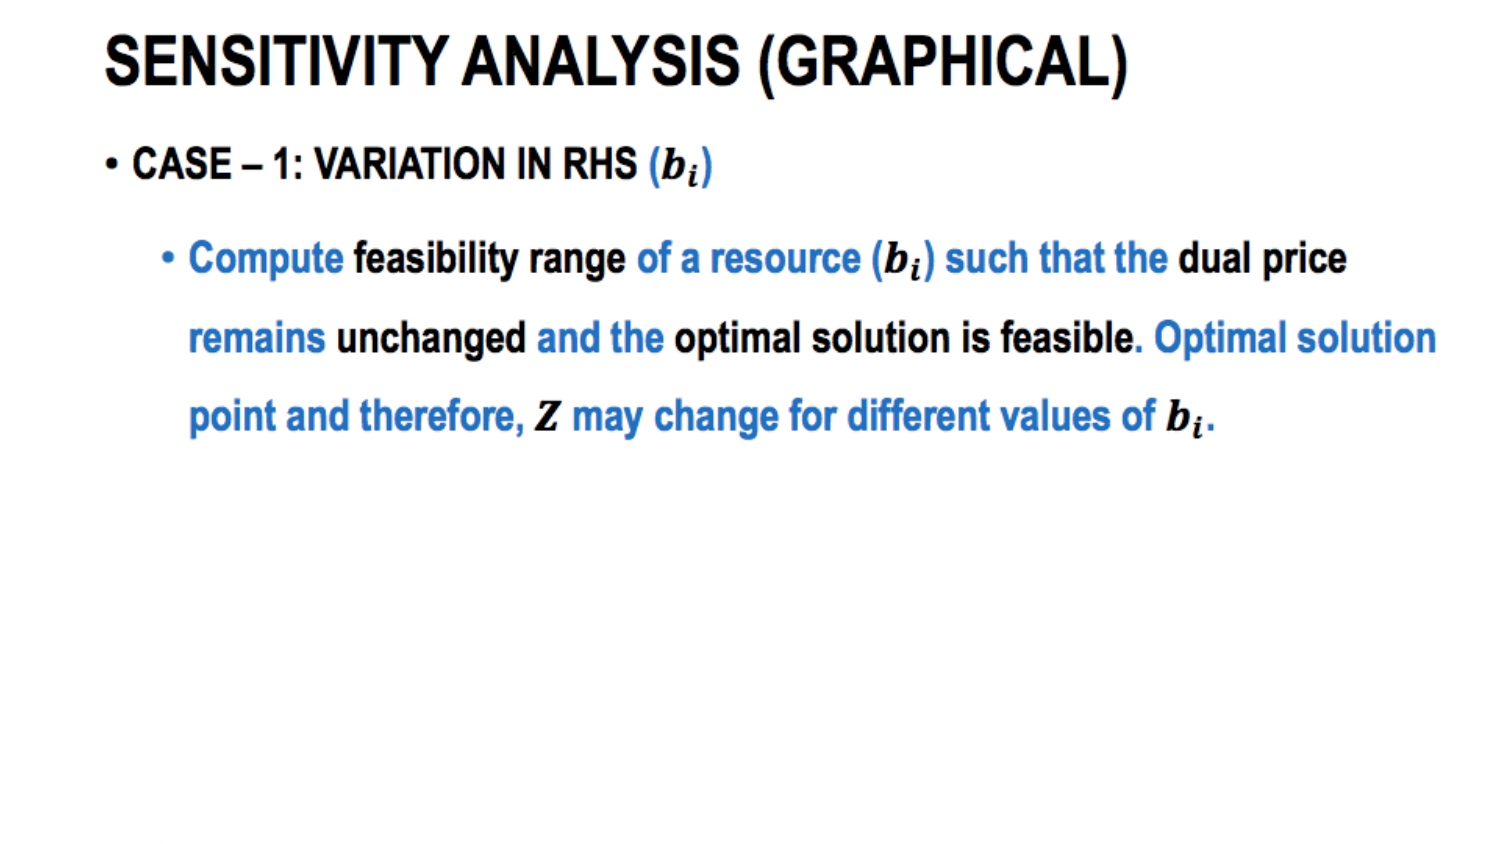 SENSITIVITY ANALYSIS (GRAPHICAL)
• CASE – 1: VARIATION IN RHS (b_i)
• Compute feasibility range of a resource (b_i) such that the dual price
remains unchanged and the optimal solution is feasible. Optimal solution
point and therefore, Z may change for different values of b_i.